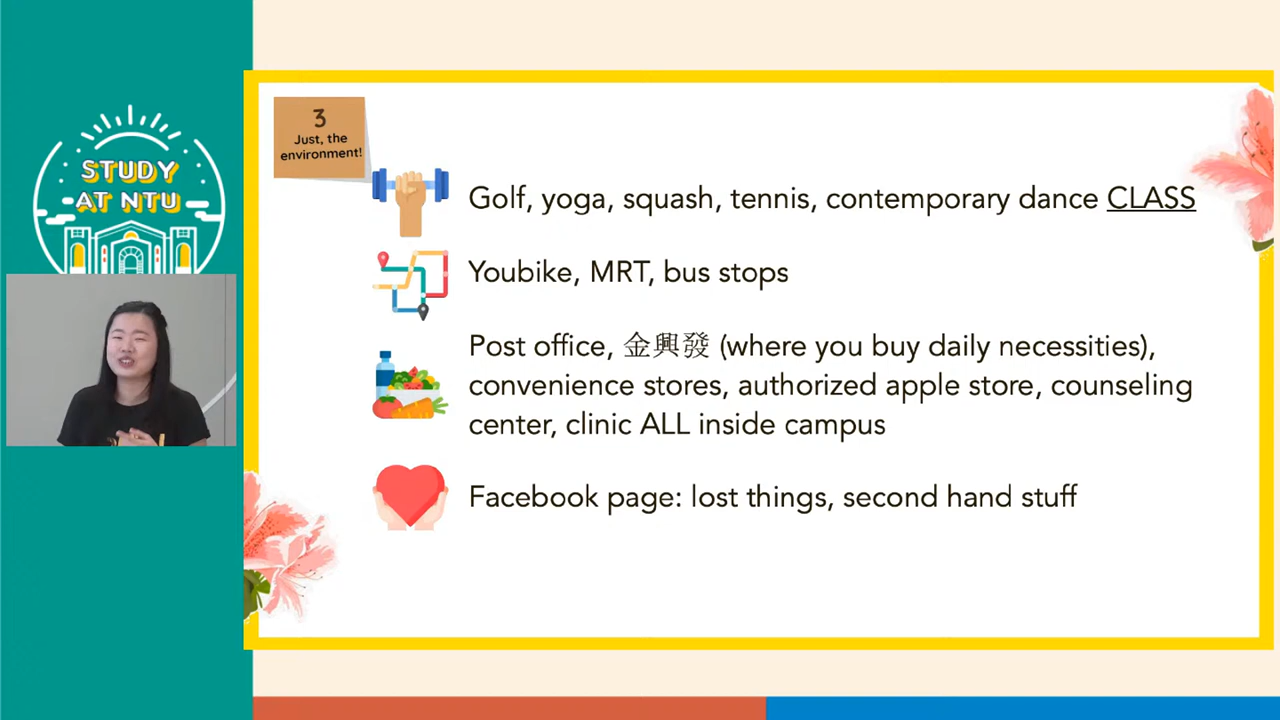 STUDY
AT NTU
3
Just, the
environment!
Golf, yoga, squash, tennis, contemporary dance CLASS
Youbike, MRT, bus stops
Post office, 金興發 (where you buy daily necessities),
convenience stores, authorized apple store, counseling
center, clinic ALL inside campus
Facebook page: lost things, second hand stuff